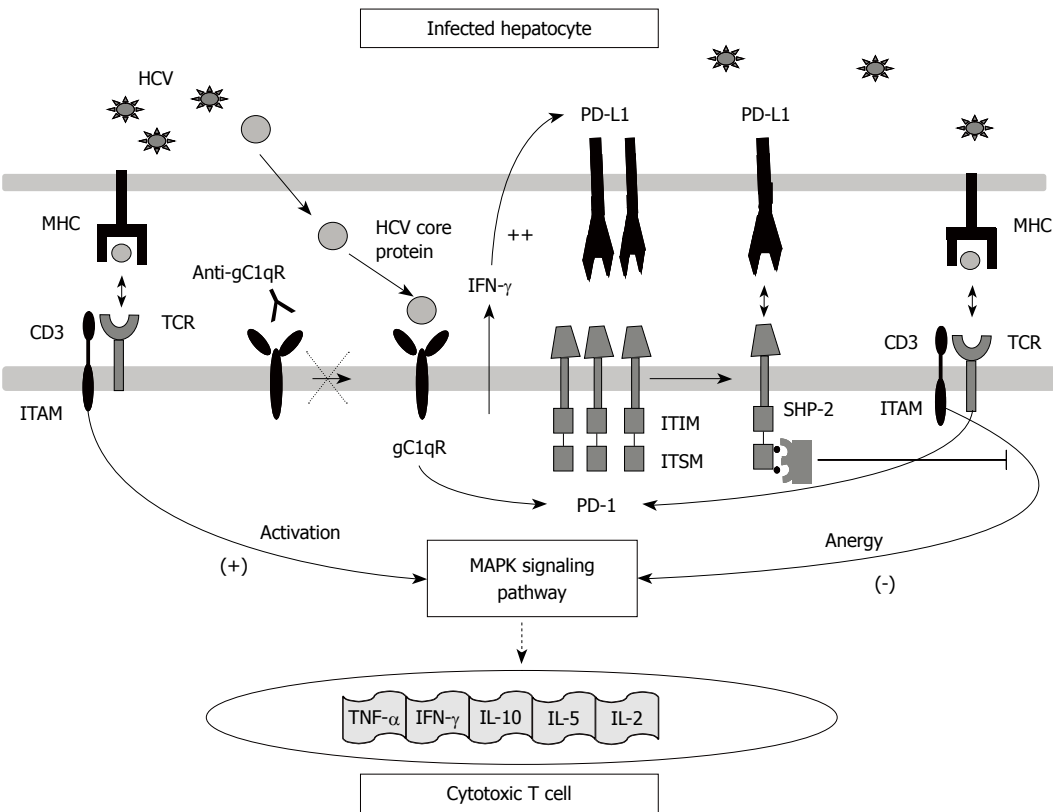 Infected hepatocyte
HCV
PD-L1
PD-L1
MHC
HCV core
protein
++
MHC
Anti-gC1qR
IFN-γ
CD3
TCR
CD3
TCR
ITAM
SHP-2
ITAM
ITIM
gC1qR
ITSM
PD-1
Activation
Anergy
(+)
MAPK signaling
pathway
(-)
TNF-α IFN-γ IL-10 IL-5 IL-2
Cytotoxic T cell